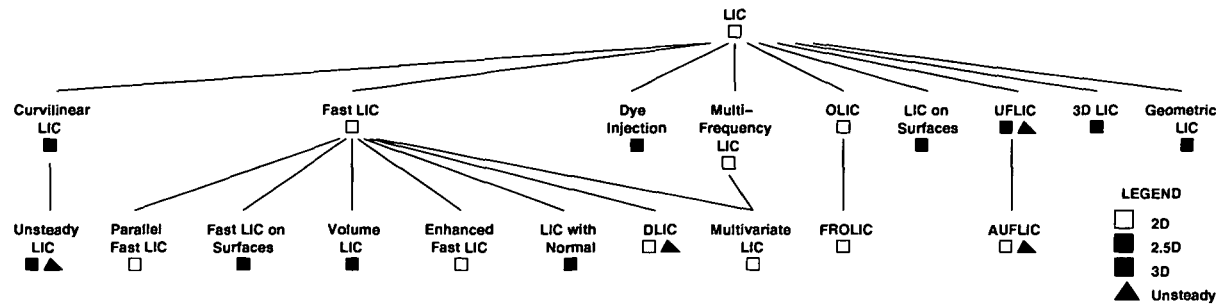 LIC
Curvilinear
LIC
Fast LIC
Dye
Injection
Multi-
Frequency
LIC
OLIC
LIC on
Surfaces
UFLIC
3D LIC
Geometric
LIC
Unsteady
LIC
Parallel
Fast LIC
Fast LIC on
Surfaces
Volume
LIC
Enhanced
Fast LIC
LIC with
Normal
DLIC
Multivariate
LIC
FROLIC
AUFLIC
LEGEND
2D
2.5D
3D
Unsteady